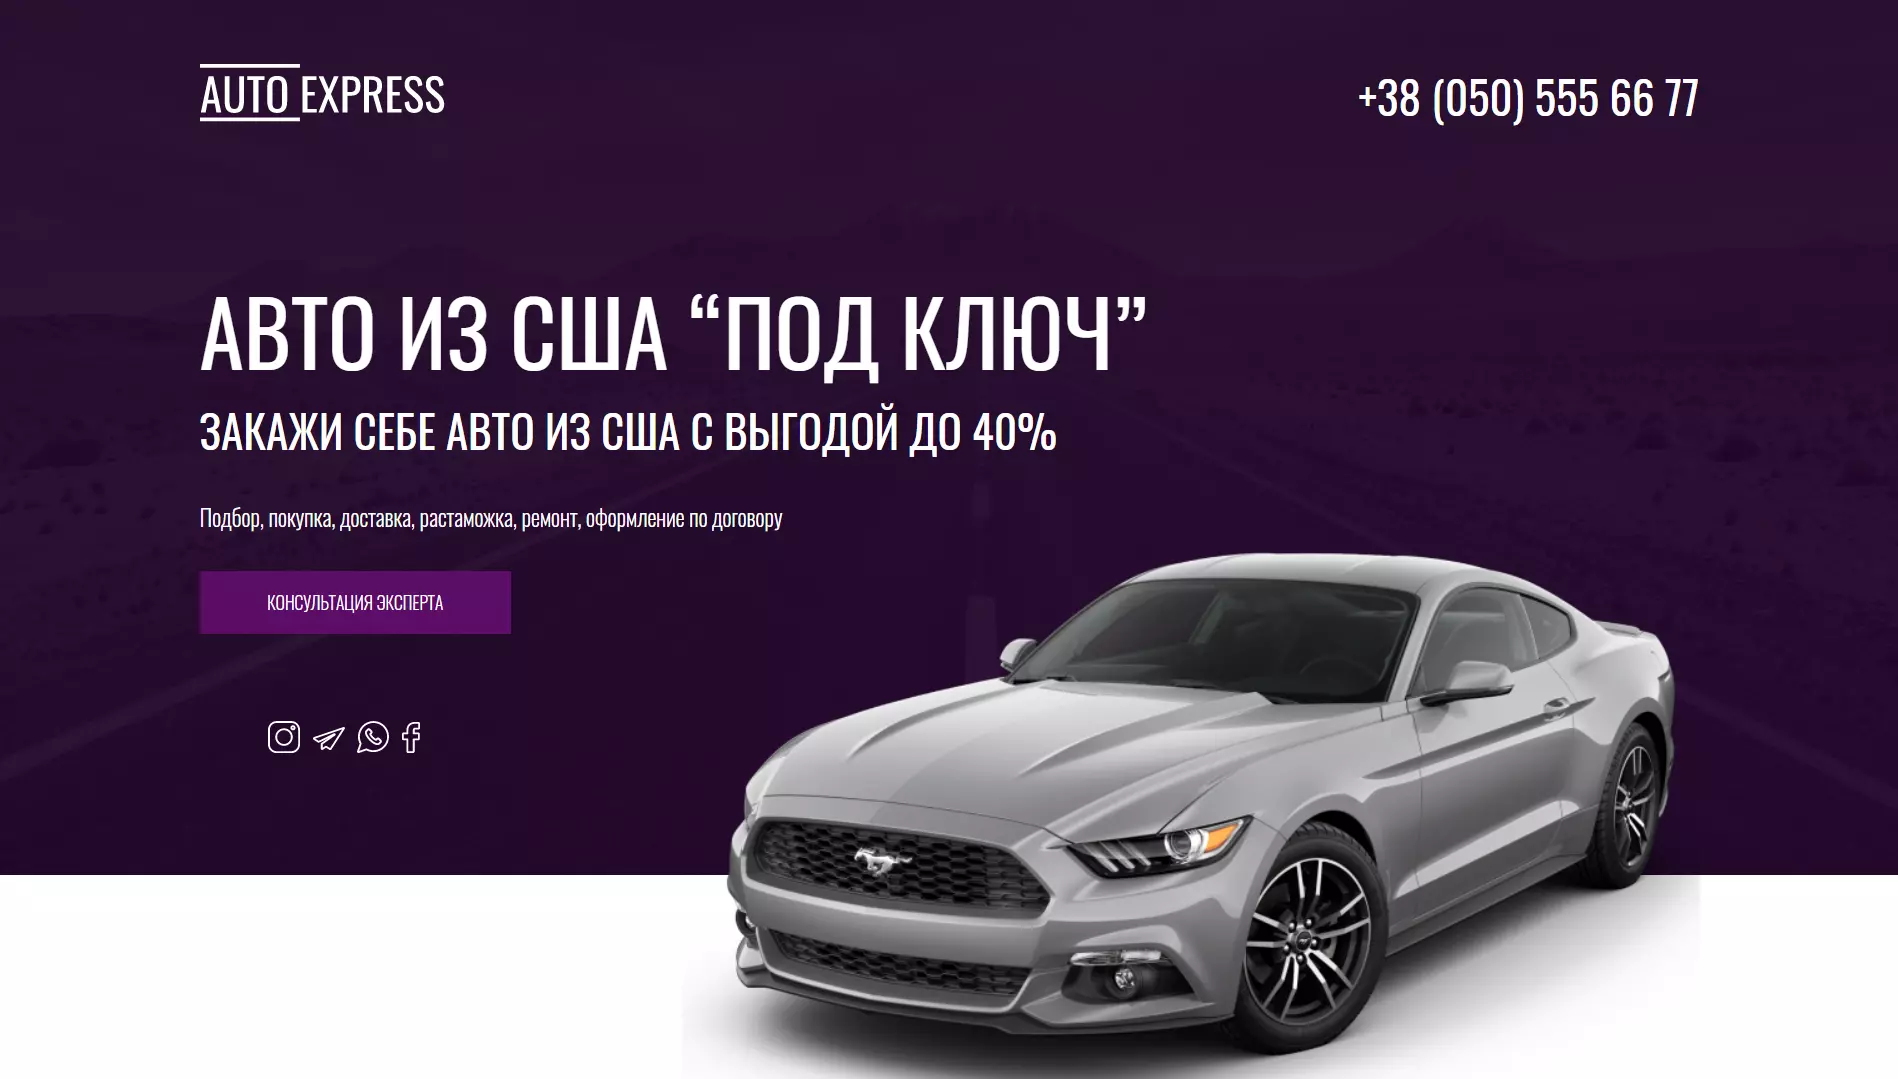 AUTO EXPRESS
+38 (050) 555 66 77
АВТО ИЗ США “ПОД КЛЮЧ”
ЗАКАЖИ СЕБЕ АВТО ИЗ США С ВЫГОДОЙ ДО 40%
Подбор, покупка, доставка, растаможка, ремонт, оформление по договору
КОНСУЛЬТАЦИЯ ЭКСПЕРТА